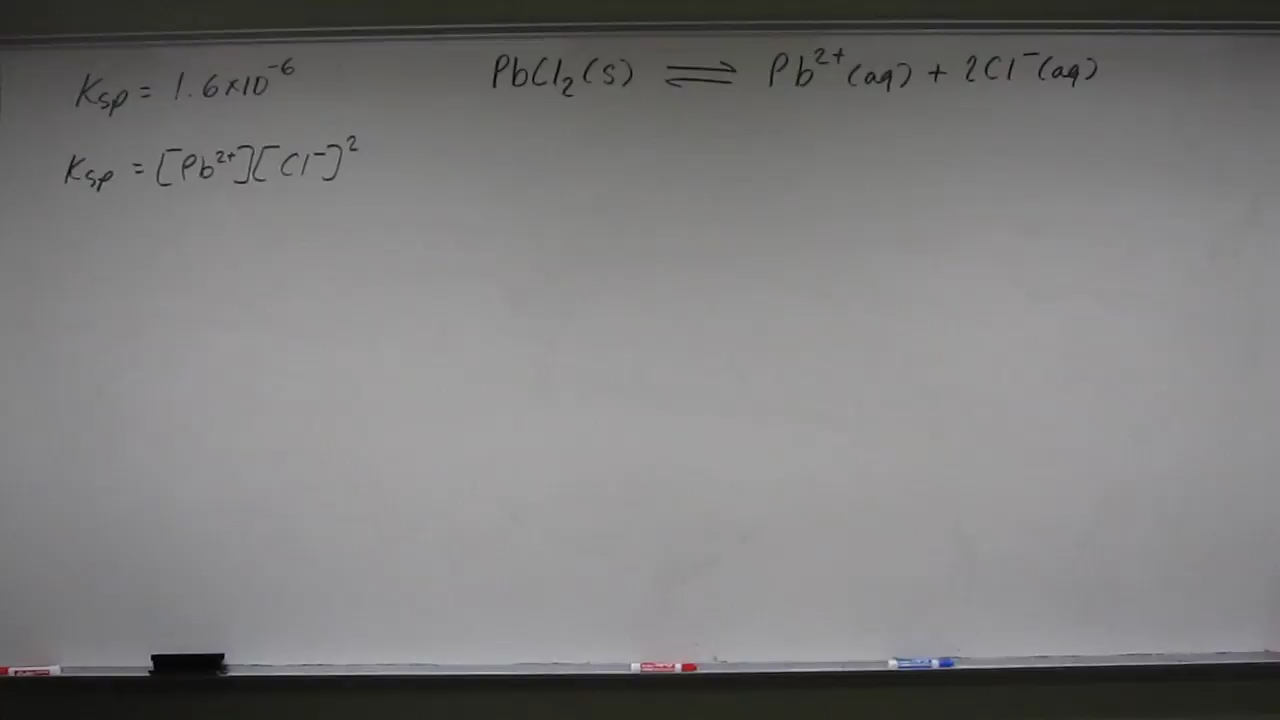 Ksp = 1.6×10⁻⁶
PbCl₂(s) ⇌ Pb²⁺(aq) + 2Cl⁻(aq)
Ksp = [Pb²⁺][Cl⁻]²